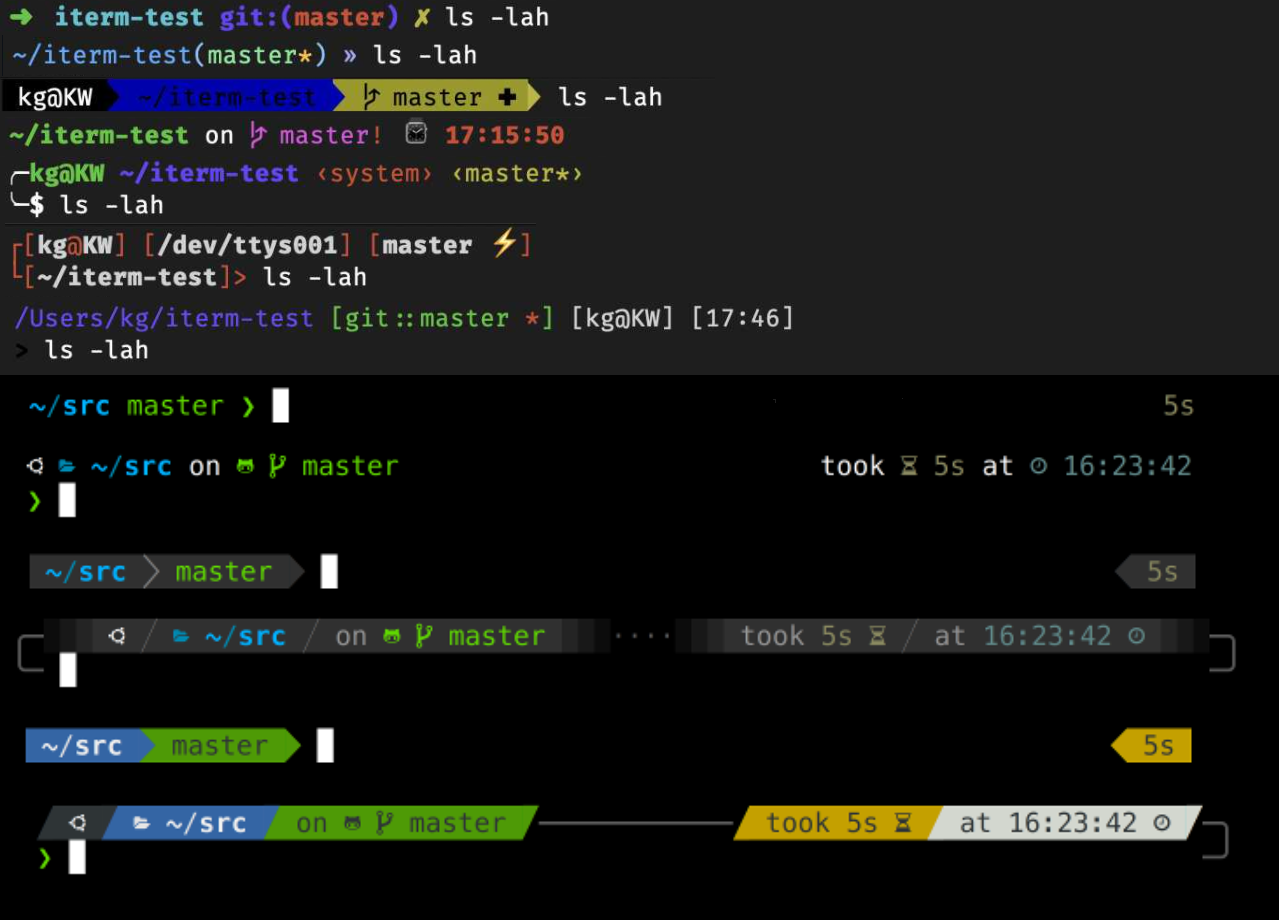 ➜ iterm-test git:(master) ✗ ls -lah
~/iterm-test(master*) » ls -lah
kg@KW ~/iterm-test master ✚ ls -lah
~/iterm-test on master! ⌚ 17:15:50
╭─kg@KW ~/iterm-test ‹system› ‹master*›
╰─$ ls -lah
┌[kg@KW] [/dev/ttys001] [master ⚡]
└[~/iterm-test]> ls -lah
/Users/kg/iterm-test [git::master *] [kg@KW] [17:46]
> ls -lah
~/src master ❯ 5s
~/src on master took 5s at 16:23:42
❯
~/src master 5s
~/src on master ···· took 5s at 16:23:42
~/src master 5s
~/src on master took 5s at 16:23:42
❯